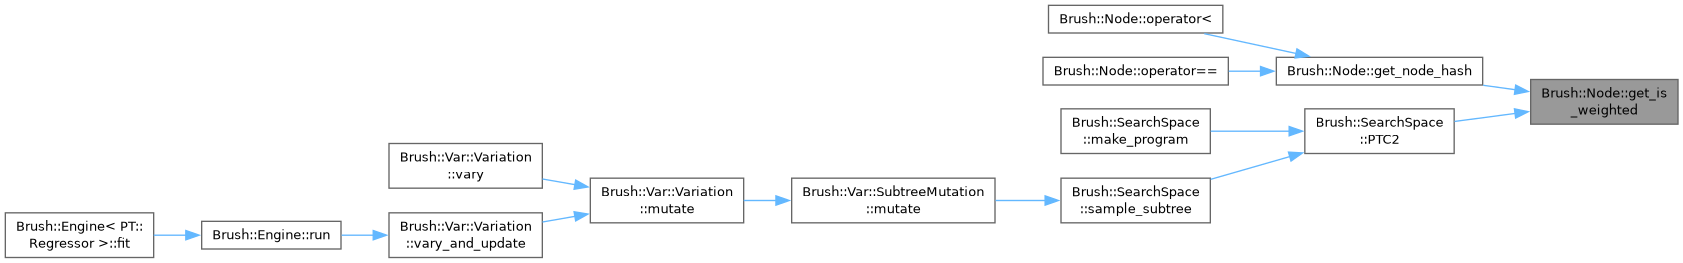 Brush::Node::operator<
Brush::Node::operator==
Brush::Node::get_node_hash
Brush::Node::get_is
_weighted
Brush::SearchSpace
::make_program
Brush::SearchSpace
::PTC2
Brush::Var::Variation
::vary
Brush::Var::Variation
::mutate
Brush::Var::SubtreeMutation
::mutate
Brush::SearchSpace
::sample_subtree
Brush::Engine< PT::
Regressor >::fit
Brush::Engine::run
Brush::Var::Variation
::vary_and_update